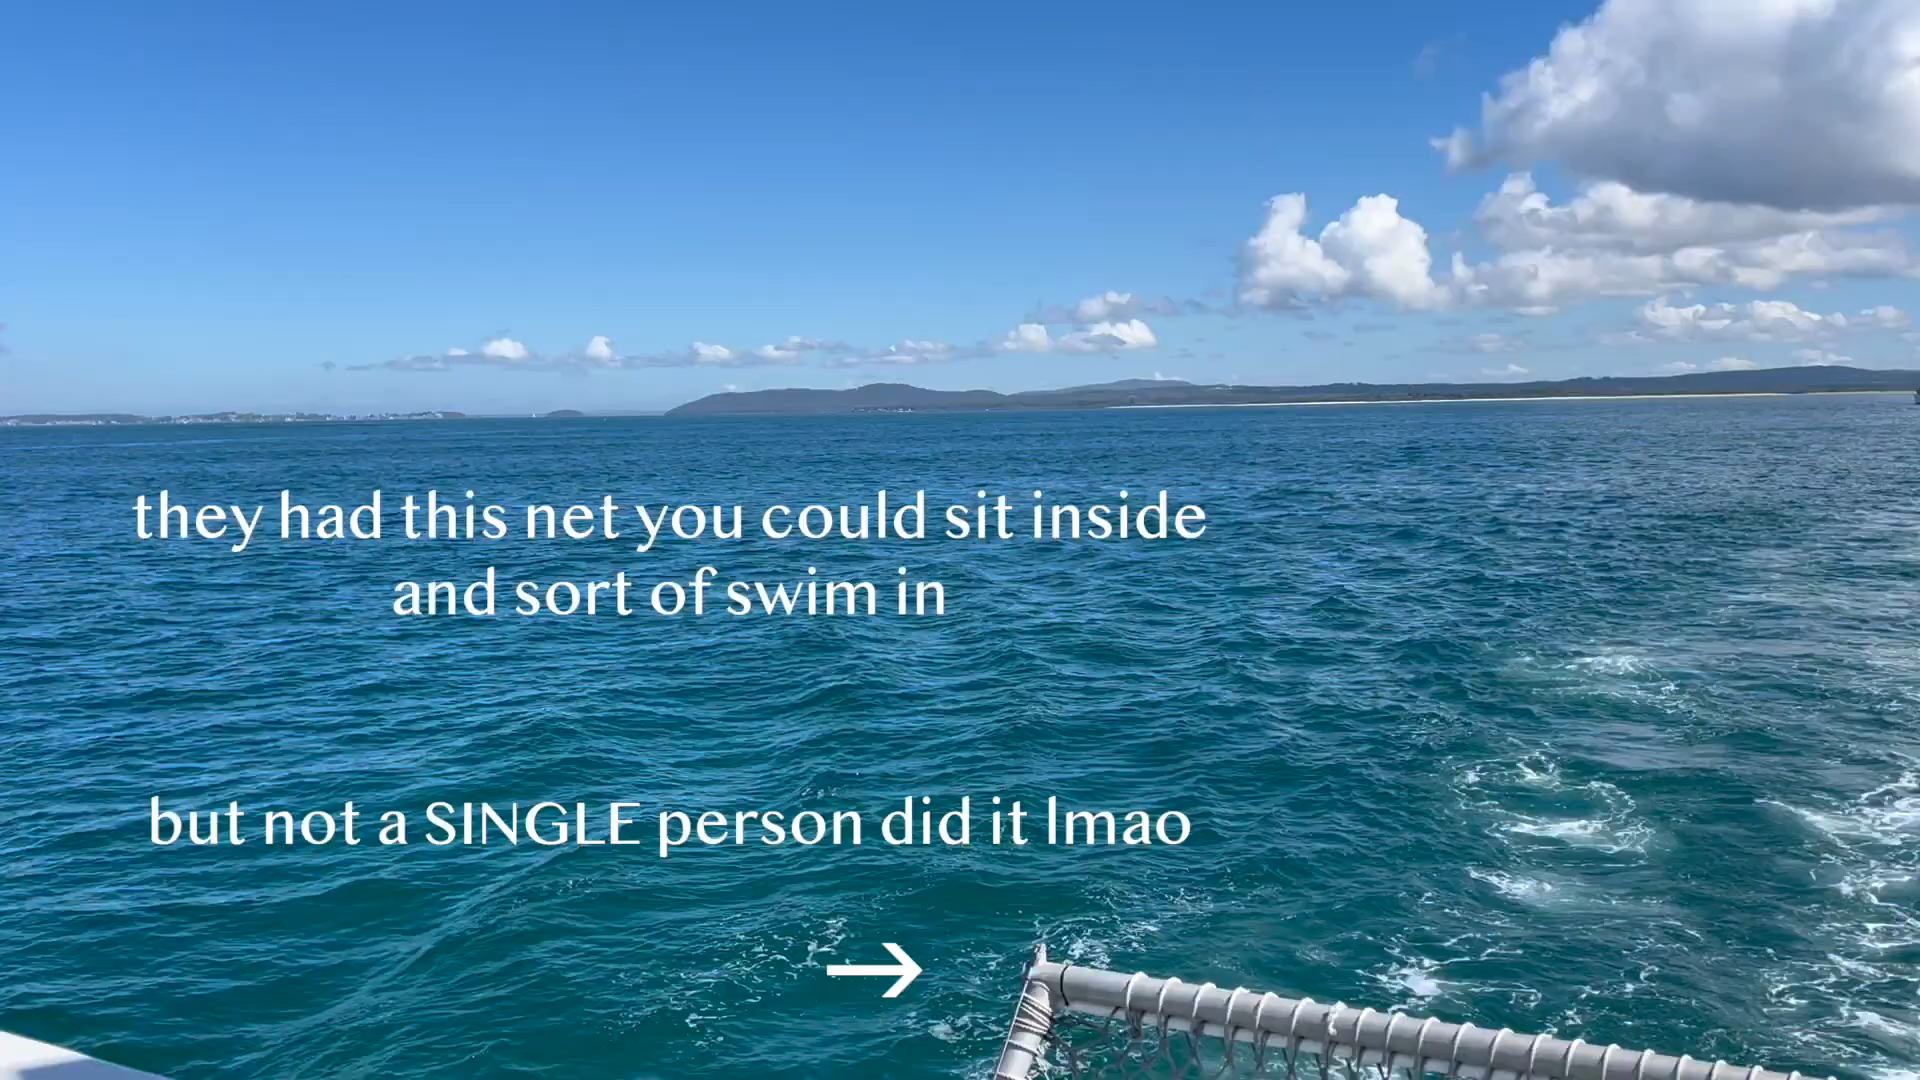 they had this net you could sit inside
and sort of swim in
but not a SINGLE person did it lmao
→